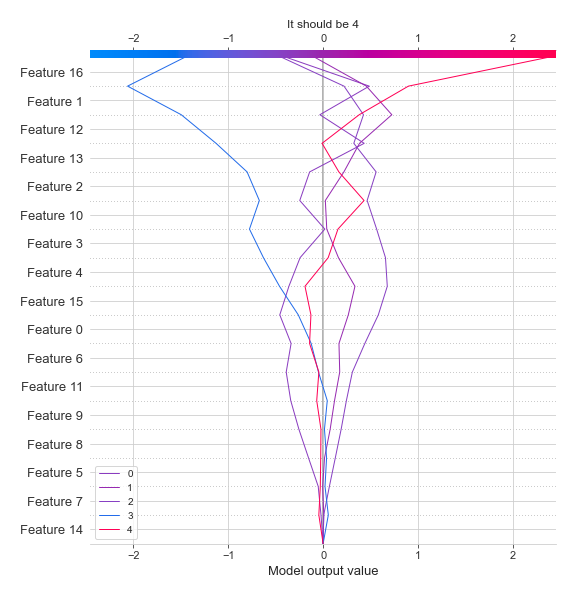 It should be 4
−2 −1 0 1 2
Feature 16
Feature 1
Feature 12
Feature 13
Feature 2
Feature 10
Feature 3
Feature 4
Feature 15
Feature 0
Feature 6
Feature 11
Feature 9
Feature 8
Feature 5
Feature 7
Feature 14
0
1
2
3
4
−2 −1 0 1 2
Model output value